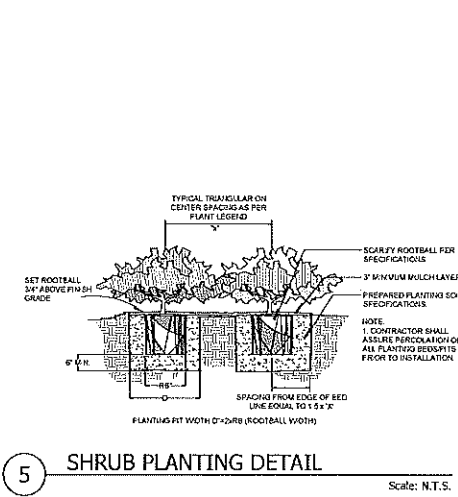 TYPICAL TRIANGULAR ON
CENTER SPACING AS PER
PLANT LEGEND
"X"
SCARIFY ROOTBALL PER
SPECIFICATIONS
3" MINIMUM MULCH LAYER
PREPARED PLANTING
SPECIFICATIONS.
NOTE:
1. CONTRACTOR SHALL
ASSURE PERCOLATION OF
ALL PLANTING BEDS/PITS
PRIOR TO INSTALLATION
SET ROOTBALL
3/4" ABOVE FINISH
GRADE
6" MIN.
D
SPACING FROM EDGE OF BED
LINE EQUAL TO 1.5 x "X"
PLANTING PIT WIDTH D"=2xRB (ROOTBALL WIDTH)
5
SHRUB PLANTING DETAIL
Scale: N.T.S.